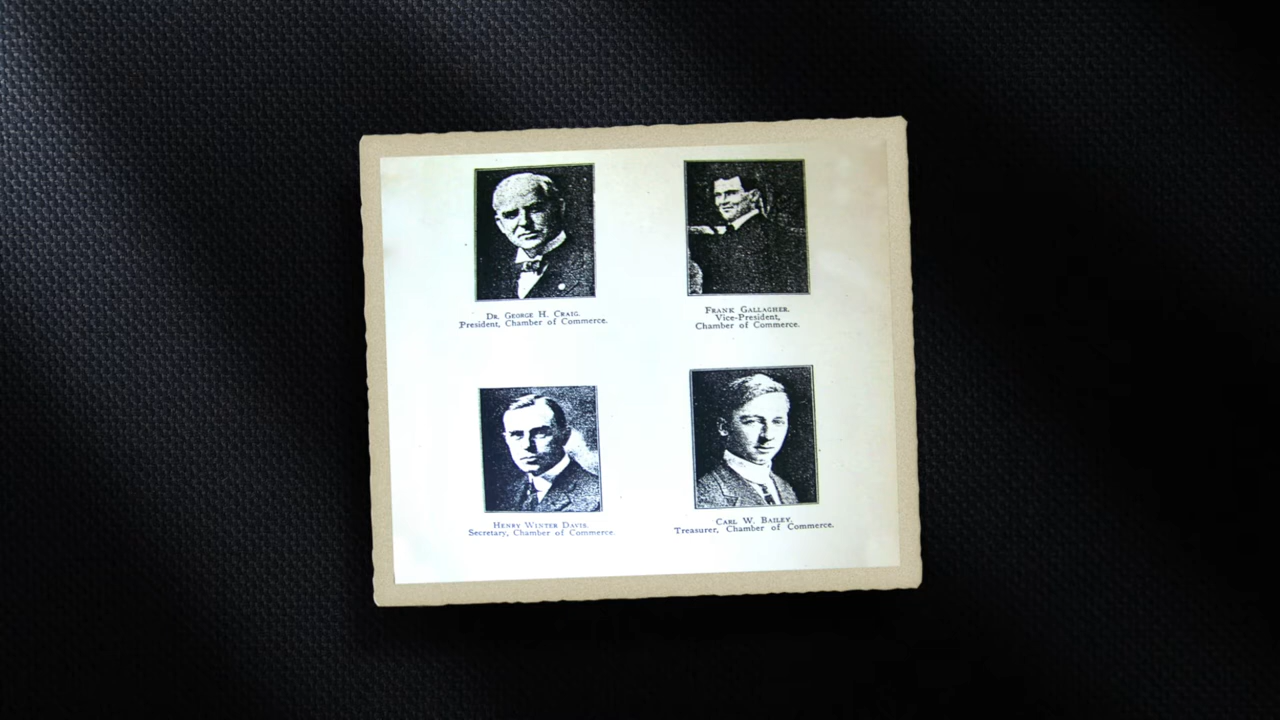 Dr. George H. Craig.
President, Chamber of Commerce.
Frank Gallagher.
Vice-President,
Chamber of Commerce.
Henry Winter Davis.
Secretary, Chamber of Commerce.
Carl W. Bailey.
Treasurer, Chamber of Commerce.